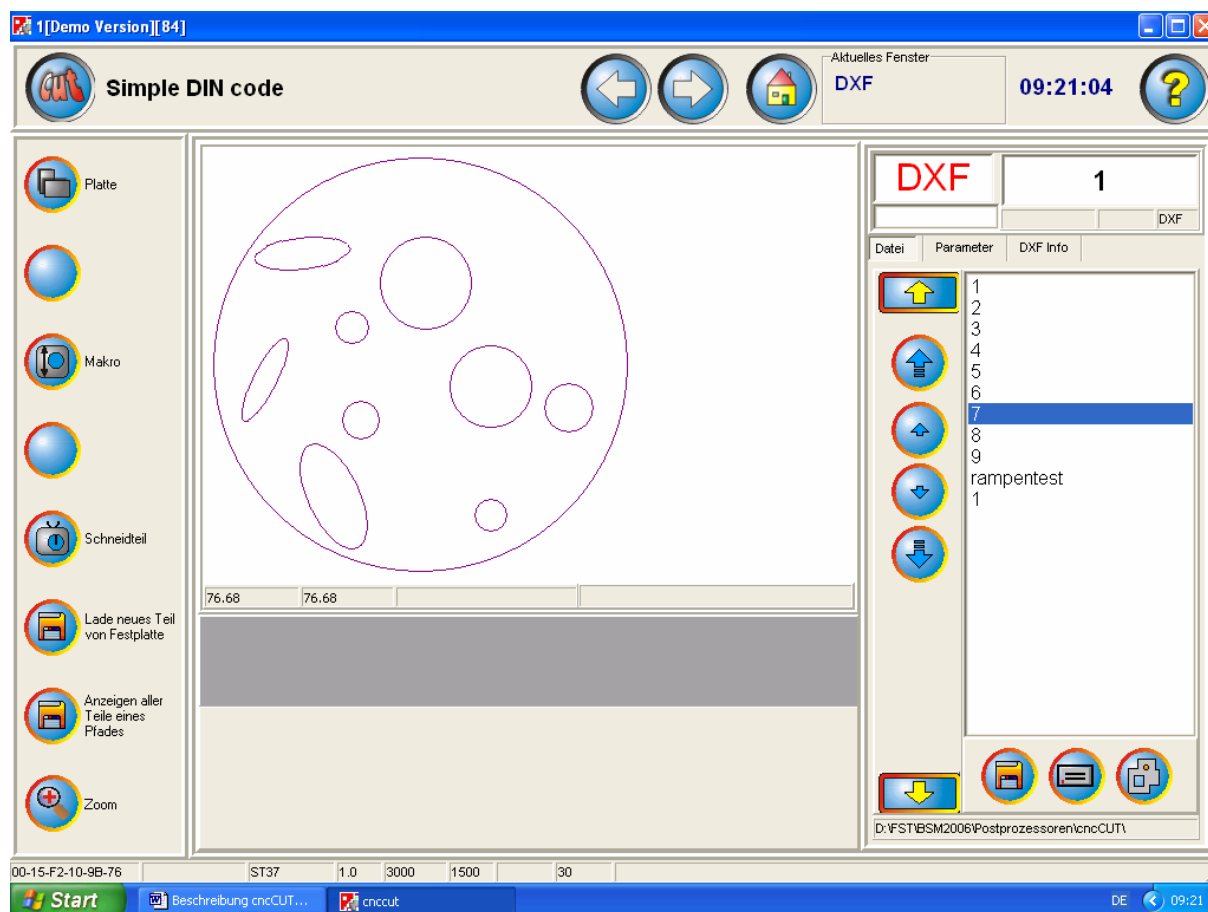 1[Demo Version][84]
Simple DIN code
Aktuelles Fenster
DXF
09:21:04
Platte
Makro
Schneidteil
Lade neues Teil
von Festplatte
Anzeigen aller
Teile eines
Pfades
Zoom
76.68 76.68
DXF 1
DXF
Datei Parameter DXF Info
1
2
3
4
5
6
7
8
9
rampentest
1
D:\FST\BSM2006\Postprozessoren\cncCUT\
00-15-F2-10-9B-76 ST37 1.0 3000 1500 30
Start Beschreibung cncCUT... cnccut DE 09:21